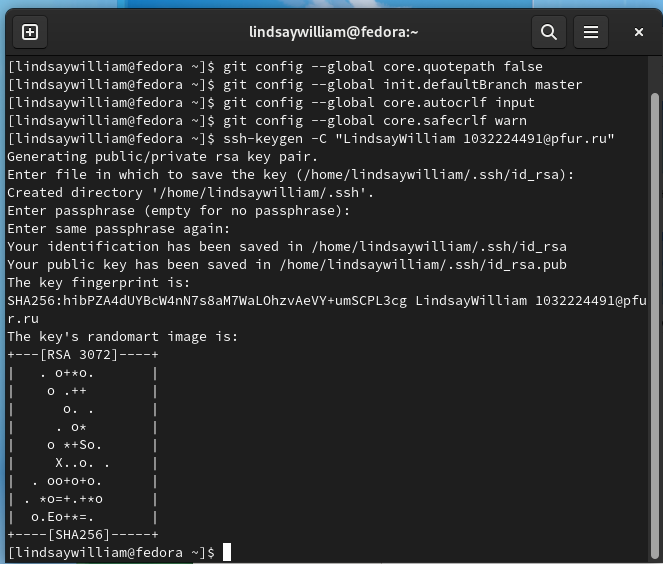 lindsaywilliam@fedora:~
[lindsaywilliam@fedora ~]$ git config --global core.quotepath false
[lindsaywilliam@fedora ~]$ git config --global init.defaultBranch master
[lindsaywilliam@fedora ~]$ git config --global core.autocrlf input
[lindsaywilliam@fedora ~]$ git config --global core.safecrlf warn
[lindsaywilliam@fedora ~]$ ssh-keygen -C "LindsayWilliam 1032224491@pfur.ru"
Generating public/private rsa key pair.
Enter file in which to save the key (/home/lindsaywilliam/.ssh/id_rsa):
Created directory '/home/lindsaywilliam/.ssh'.
Enter passphrase (empty for no passphrase):
Enter same passphrase again:
Your identification has been saved in /home/lindsaywilliam/.ssh/id_rsa
Your public key has been saved in /home/lindsaywilliam/.ssh/id_rsa.pub
The key fingerprint is:
SHA256:hibPZA4dUYBcW4nN7s8aM7WaLOhzvAeVY+umSCPL3cg LindsayWilliam 1032224491@pfu
r.ru
The key's randomart image is:
+---[RSA 3072]----+
|   . o+*o.       |
|    o .++        |
|      o. .       |
|     . o*        |
|    o *+So.      |
|     X..o. .     |
|  . oo+o+o.      |
| . *o=+.+*o      |
|  o.Eo+*=.       |
+----[SHA256]-----+
[lindsaywilliam@fedora ~]$